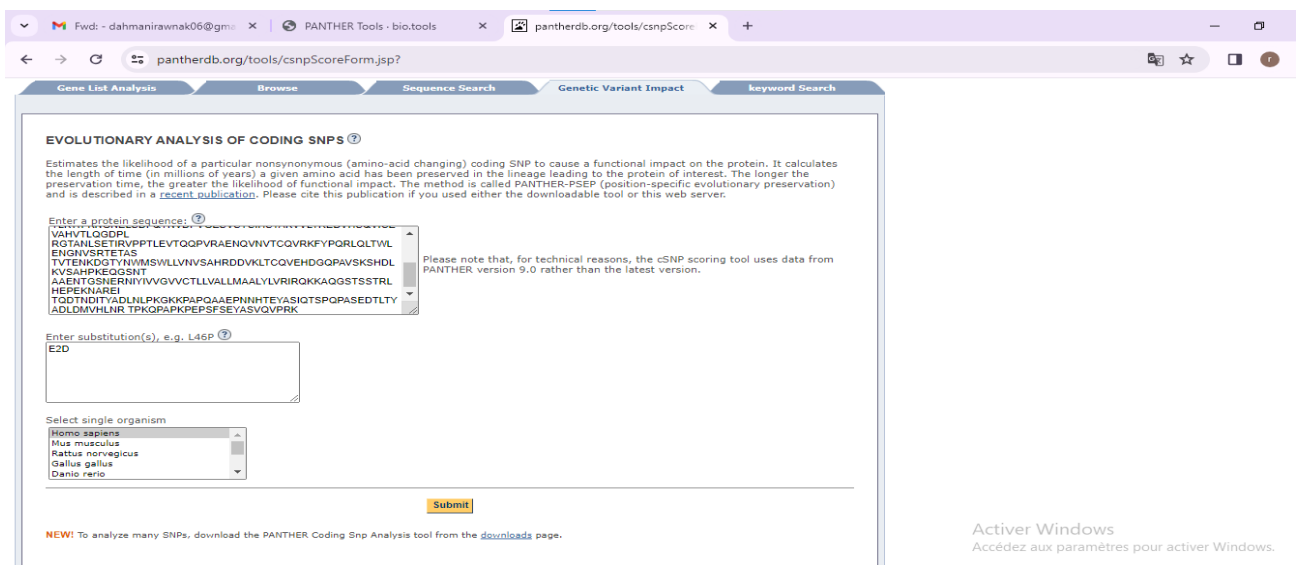 Fwd: - dahmanirawnak06@gma
PANTHER Tools · bio.tools
pantherdb.org/tools/csnpScore
pantherdb.org/tools/csnpScoreForm.jsp?
r
Gene List Analysis
Browse
Sequence Search
Genetic Variant Impact
keyword Search
EVOLUTIONARY ANALYSIS OF CODING SNPS
Estimates the likelihood of a particular nonsynonymous (amino-acid changing) coding SNP to cause a functional impact on the protein. It calculates
the length of time (in millions of years) a given amino acid has been preserved in the lineage leading to the protein of interest. The longer the
preservation time, the greater the likelihood of functional impact. The method is called PANTHER-PSEP (position-specific evolutionary preservation)
and is described in a recent publication. Please cite this publication if you used either the downloadable tool or this web server.
Enter a protein sequence:
VAHVTLQGDPL
RGTANLSETIRVPPTLEVTQQPVRAENQVNVTCQVRKFYPQRLQLTWL
ENGNVSRTETAS
TVTENKDGTYNWMSWLLVNVSAHRDDVKLTCQVEHDGQPAVSKSHDL
KVSAHPKEQGSNT
AAENTGSNERNIYIVVGVVCTLLVALLMAALYLVRIRQKKAQGSTSSTRL
HEPEKNAREI
TQDTNDITYADLNLPKGKKPAPQAAEPNNHTEYASIQTSPQPASEDTLTY
ADLDMVHLNR TPKQPAPKPEPSFSEYASVQVPRK
Please note that, for technical reasons, the cSNP scoring tool uses data from
PANTHER version 9.0 rather than the latest version.
Enter substitution(s), e.g. L46P
E2D
Select single organism
Homo sapiens
Mus musculus
Rattus norvegicus
Gallus gallus
Danio rerio
Submit
NEW! To analyze many SNPs, download the PANTHER Coding Snp Analysis tool from the downloads page.
Activer Windows
Accédez aux paramètres pour activer Windows.